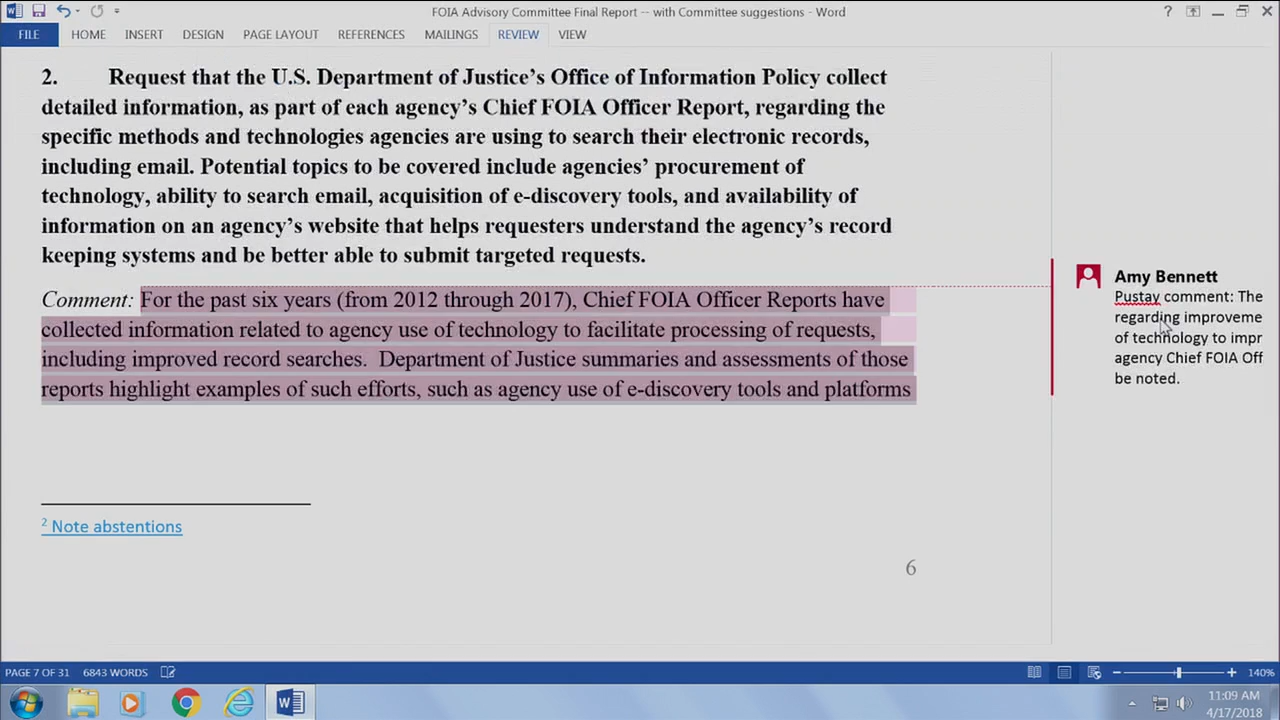 FOIA Advisory Committee Final Report -- with Committee suggestions - Word
FILE HOME INSERT DESIGN PAGE LAYOUT REFERENCES MAILINGS REVIEW VIEW
2. Request that the U.S. Department of Justice’s Office of Information Policy collect
detailed information, as part of each agency’s Chief FOIA Officer Report, regarding the
specific methods and technologies agencies are using to search their electronic records,
including email. Potential topics to be covered include agencies’ procurement of
technology, ability to search email, acquisition of e-discovery tools, and availability of
information on an agency’s website that helps requesters understand the agency’s record
keeping systems and be better able to submit targeted requests.
Comment: For the past six years (from 2012 through 2017), Chief FOIA Officer Reports have
collected information related to agency use of technology to facilitate processing of requests,
including improved record searches. Department of Justice summaries and assessments of those
reports highlight examples of such efforts, such as agency use of e-discovery tools and platforms
Amy Bennett
Pustay comment: The
regarding improveme
of technology to impr
agency Chief FOIA Off
be noted.
2 Note abstentions
6
PAGE 7 OF 31 6843 WORDS 140%
11:09 AM
4/17/2018